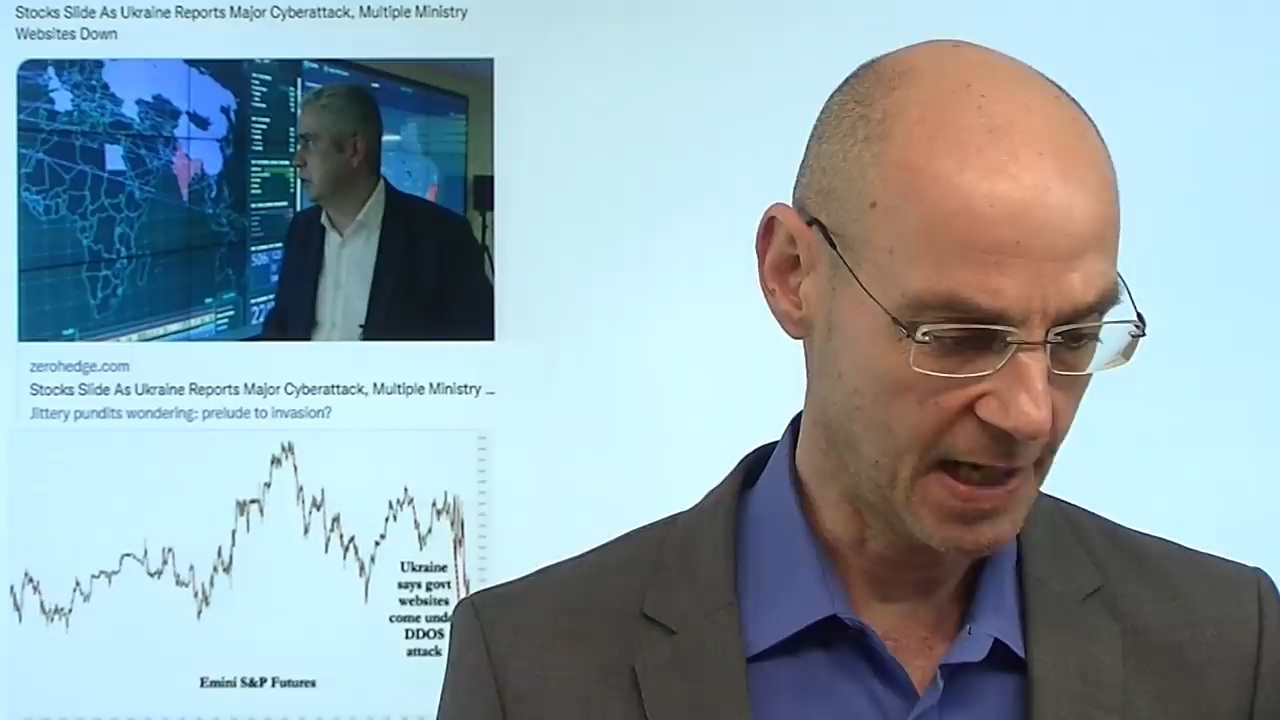 Stocks Slide As Ukraine Reports Major Cyberattack, Multiple Ministry
Websites Down
zerohedge.com
Stocks Slide As Ukraine Reports Major Cyberattack, Multiple Ministry ...
Jittery pundits wondering: prelude to invasion?
Ukraine
says govt
websites
come
DDOS
attack
Emini S&P Futures